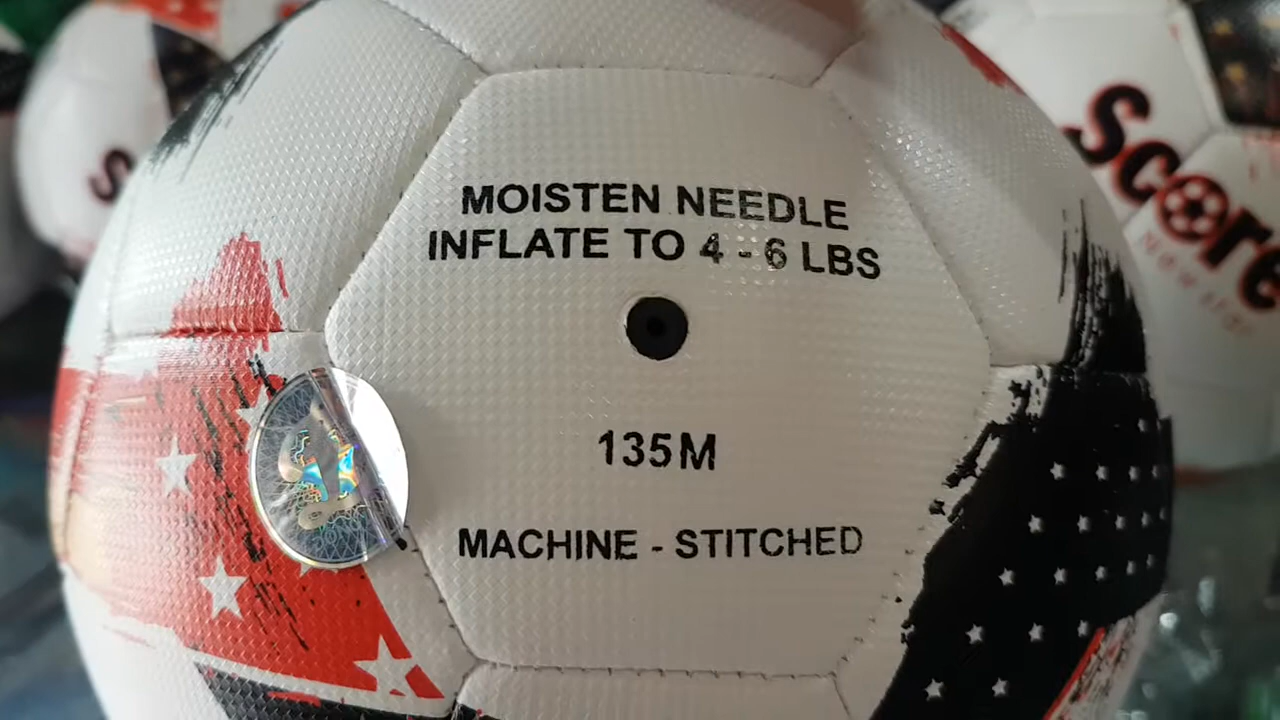 MOISTEN NEEDLE
INFLATE TO 4 - 6 LBS
135M
MACHINE - STITCHED
Score